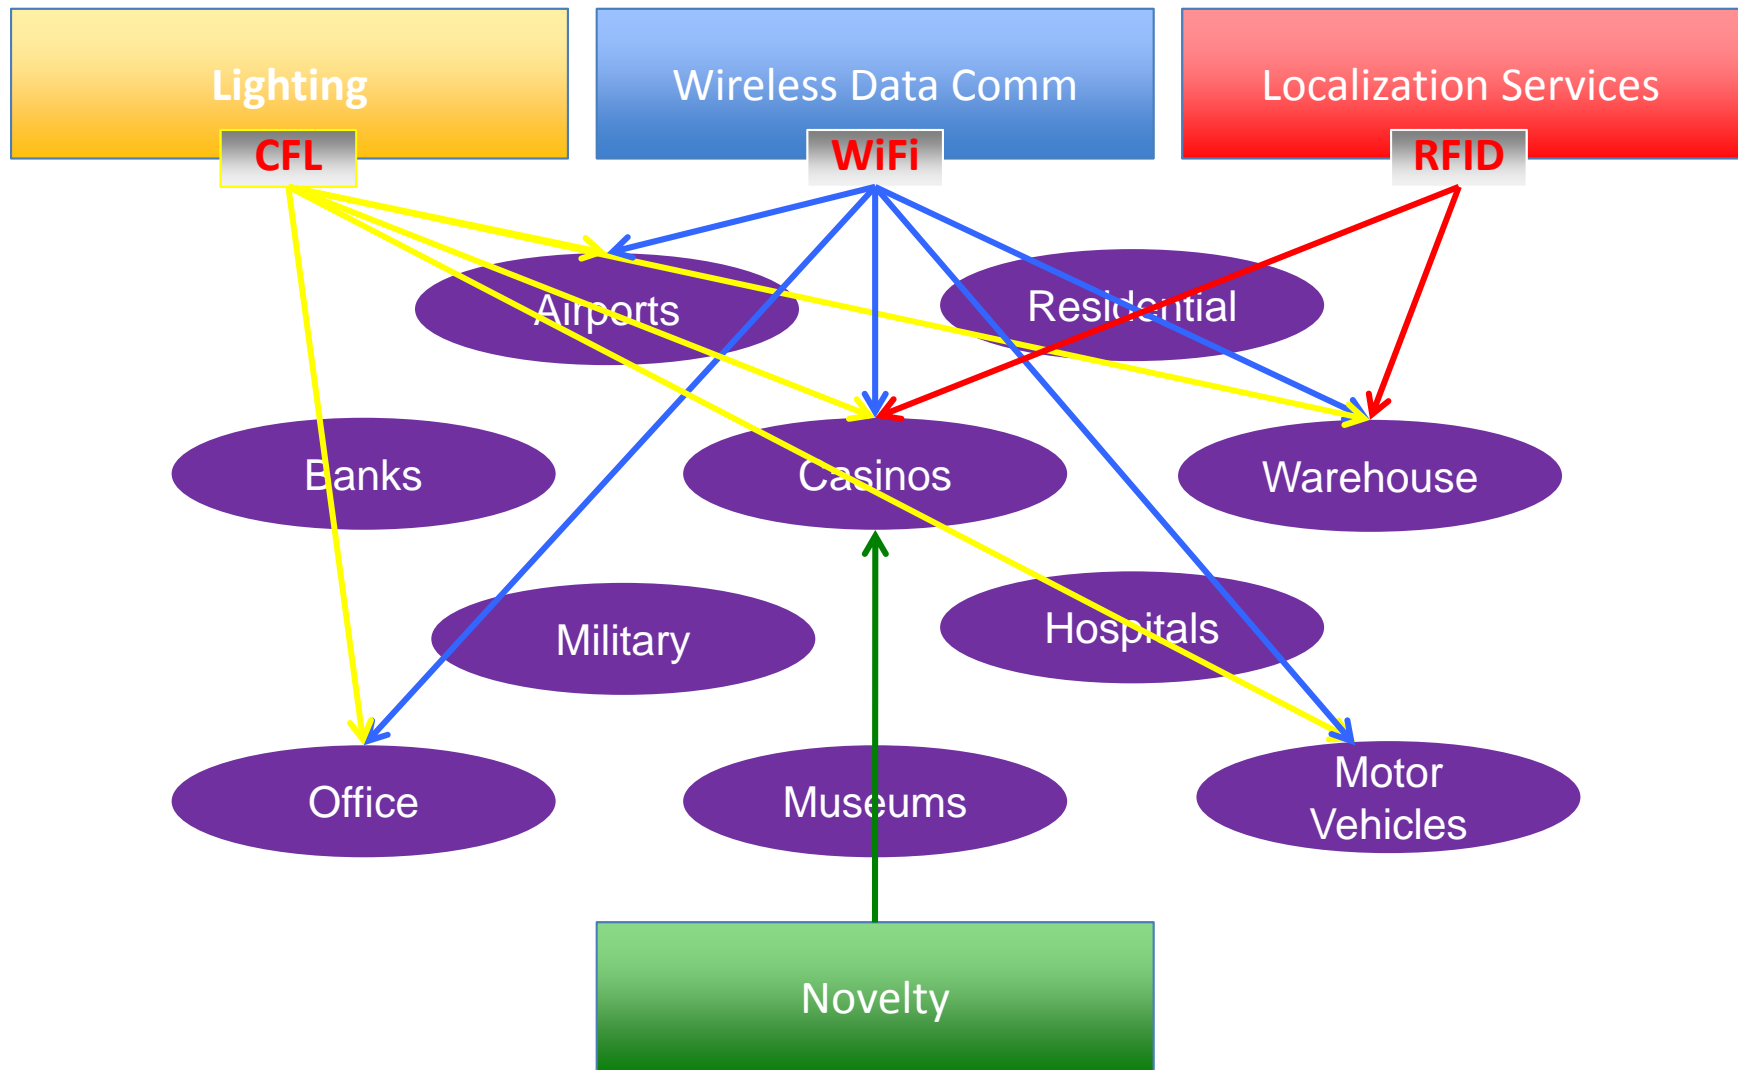 Lighting
CFL
Wireless Data Comm
WiFi
Localization Services
RFID
Airports
Residential
Banks
Casinos
Warehouse
Military
Hospitals
Office
Museums
Motor
Vehicles
Novelty